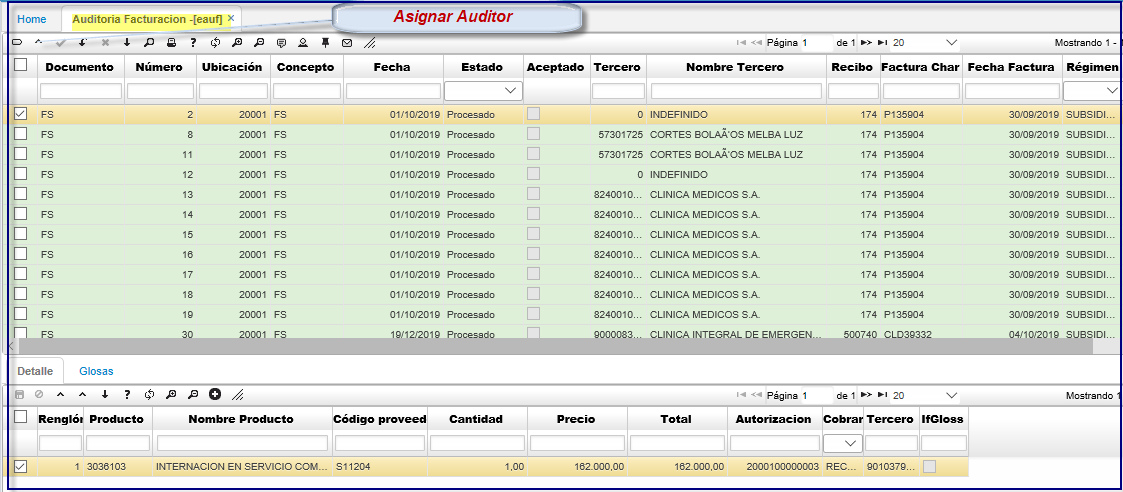 Home Auditoria Facturacion -[eauf] × Asignar Auditor
Página 1 de 1 20 Mostrando 1 -
Documento Número Ubicación Concepto Fecha Estado Aceptado Tercero Nombre Tercero Recibo Factura Char Fecha Factura Régimen
FS 2 20001 FS 01/10/2019 Procesado 0 INDEFINIDO 174 P135904 30/09/2019 SUBSIDI...
FS 8 20001 FS 01/10/2019 Procesado 57301725 CORTES BOLAÃ'OS MELBA LUZ 174 P135904 30/09/2019 SUBSIDI...
FS 11 20001 FS 01/10/2019 Procesado 57301725 CORTES BOLAÃ'OS MELBA LUZ 174 P135904 30/09/2019 SUBSIDI...
FS 12 20001 FS 01/10/2019 Procesado 0 INDEFINIDO 174 P135904 30/09/2019 SUBSIDI...
FS 13 20001 FS 01/10/2019 Procesado 8240010... CLINICA MEDICOS S.A. 174 P135904 30/09/2019 SUBSIDI...
FS 14 20001 FS 01/10/2019 Procesado 8240010... CLINICA MEDICOS S.A. 174 P135904 30/09/2019 SUBSIDI...
FS 15 20001 FS 01/10/2019 Procesado 8240010... CLINICA MEDICOS S.A. 174 P135904 30/09/2019 SUBSIDI...
FS 16 20001 FS 01/10/2019 Procesado 8240010... CLINICA MEDICOS S.A. 174 P135904 30/09/2019 SUBSIDI...
FS 17 20001 FS 01/10/2019 Procesado 8240010... CLINICA MEDICOS S.A. 174 P135904 30/09/2019 SUBSIDI...
FS 18 20001 FS 01/10/2019 Procesado 8240010... CLINICA MEDICOS S.A. 174 P135904 30/09/2019 SUBSIDI...
FS 19 20001 FS 01/10/2019 Procesado 8240010... CLINICA MEDICOS S.A. 174 P135904 30/09/2019 SUBSIDI...
FS 30 20001 FS 19/12/2019 Procesado 9000083... CLINICA INTEGRAL DE EMERGEN... 500740 CLD39332 04/10/2019 SUBSIDI...
Detalle Glosas
Página 1 de 1 20 Mostrando 1
Renglón Producto Nombre Producto Código proveed Cantidad Precio Total Autorizacion Cobrar Tercero IfGloss
1 3036103 INTERNACION EN SERVICIO COM... S11204 1,00 162.000,00 162.000,00 2000100000003 REC... 9010379...